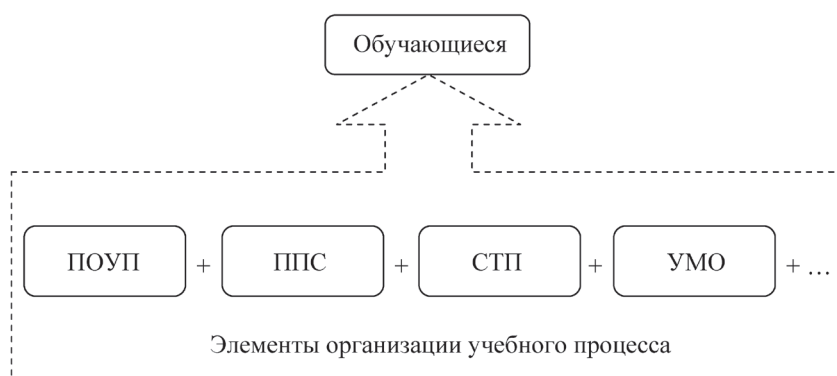 Обучающиеся
ПОУП + ППС + СТП + УМО + ...
Элементы организации учебного процесса